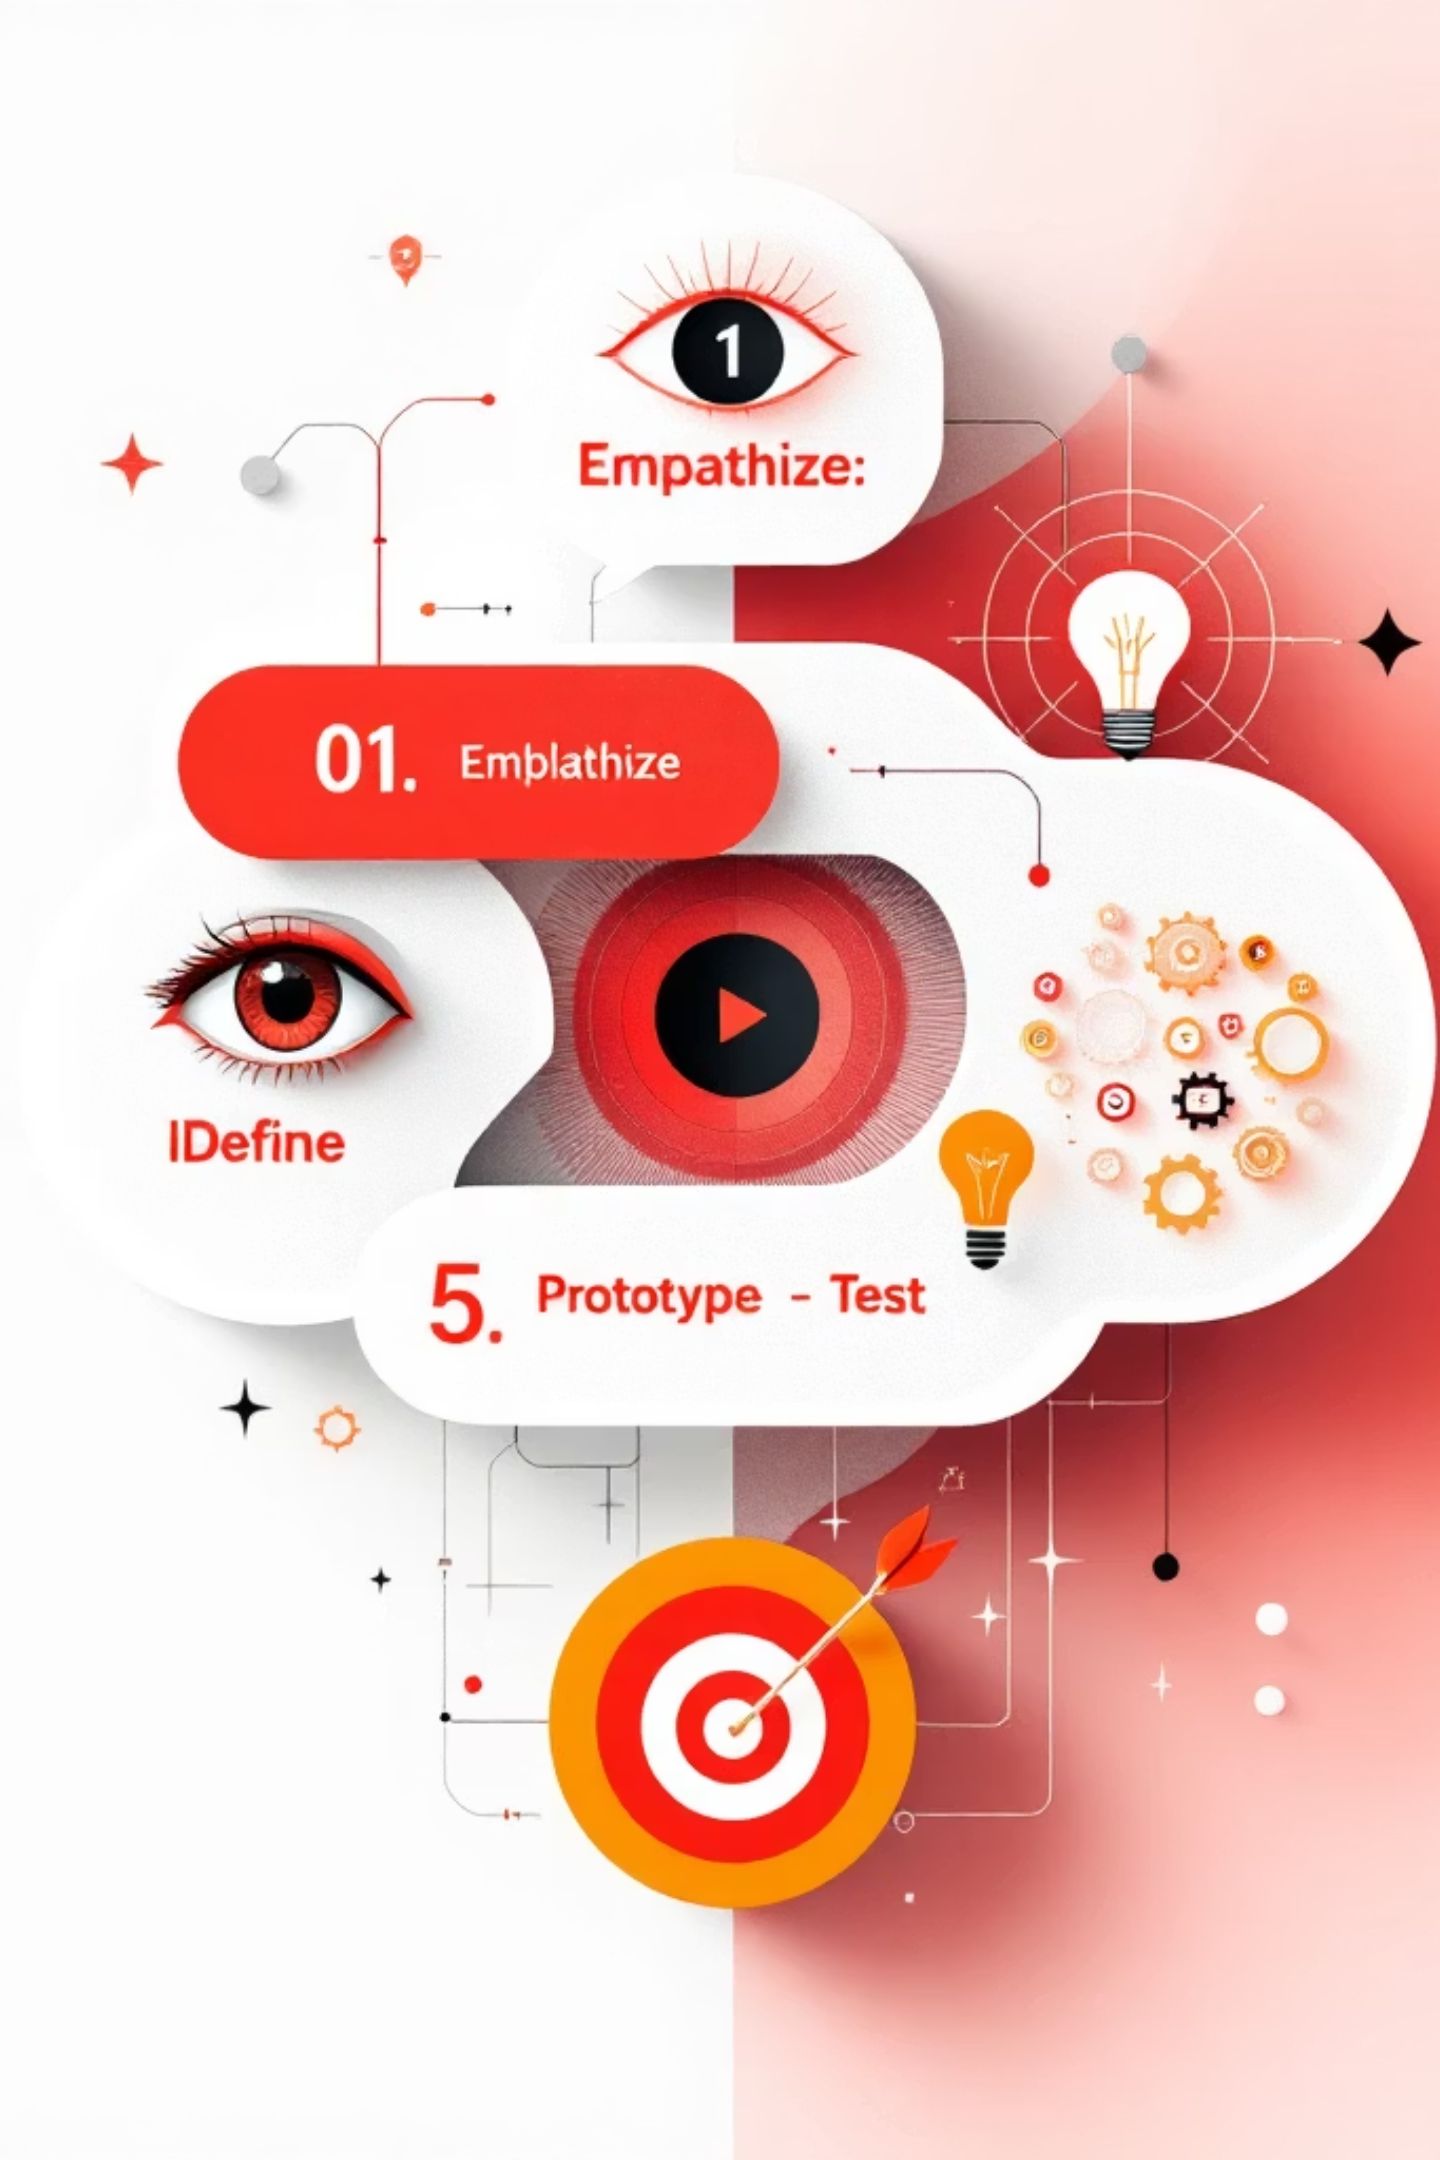 1
Empathize:
01. Emplathize
IDefine
5. Prototype - Test